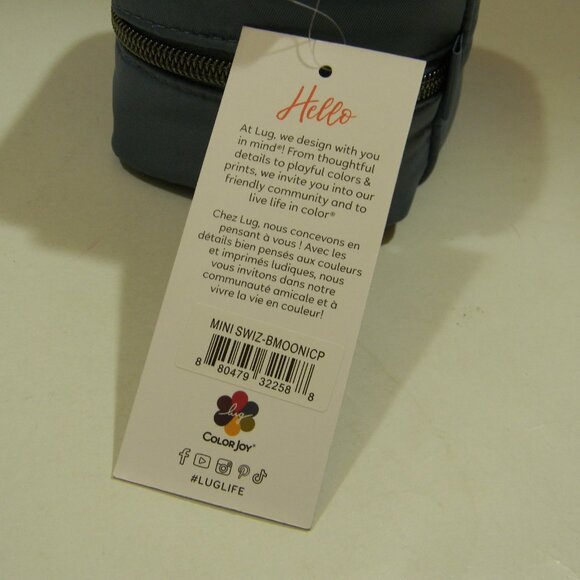 Hello
At Lug, we design with you
in mind®! From thoughtful
details to playful colors &
prints, we invite you into our
friendly community and to
live life in color®
Chez Lug, nous concevons en
pensant à vous ! Avec les
détails bien pensés aux couleurs
et imprimés ludiques, nous
vous invitons dans notre
communauté amicale et à
vivre la vie en couleur!
MINI SWIZ-BMOONICP
8 80479 32258 8
lug
COLORJOY®
#LUGLIFE